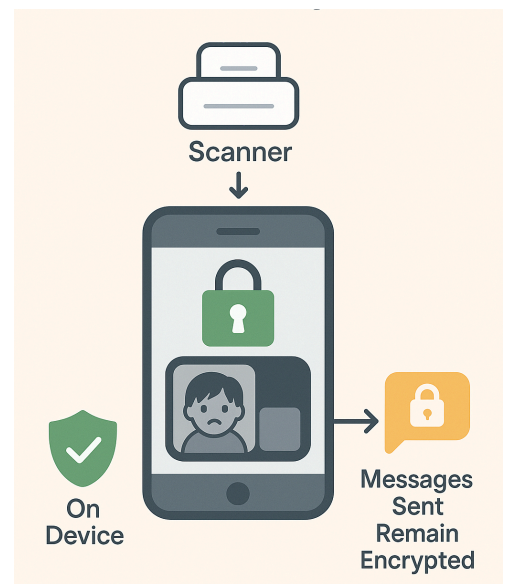 Scanner
On
Device
Messages
Sent
Remain
Encrypted